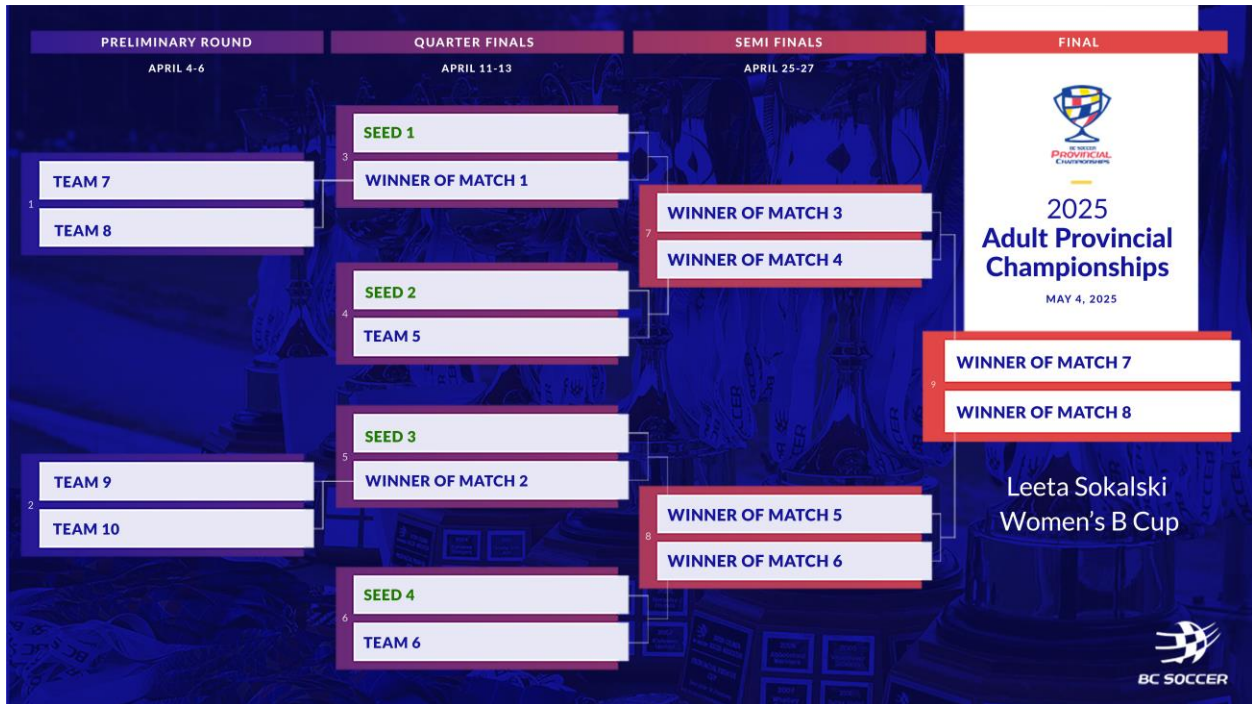 PRELIMINARY ROUND
APRIL 4-6
QUARTER FINALS
APRIL 11-13
SEMI FINALS
APRIL 25-27
FINAL
BC SOCCER
PROVINCIAL
CHAMPIONSHIPS
2025
Adult Provincial
Championships
MAY 4, 2025
1
TEAM 7
TEAM 8
2
TEAM 9
TEAM 10
3
SEED 1
WINNER OF MATCH 1
4
SEED 2
TEAM 5
5
SEED 3
WINNER OF MATCH 2
6
SEED 4
TEAM 6
7
WINNER OF MATCH 3
WINNER OF MATCH 4
8
WINNER OF MATCH 5
WINNER OF MATCH 6
9
WINNER OF MATCH 7
WINNER OF MATCH 8
Leeta Sokalski
Women's B Cup
BC SOCCER